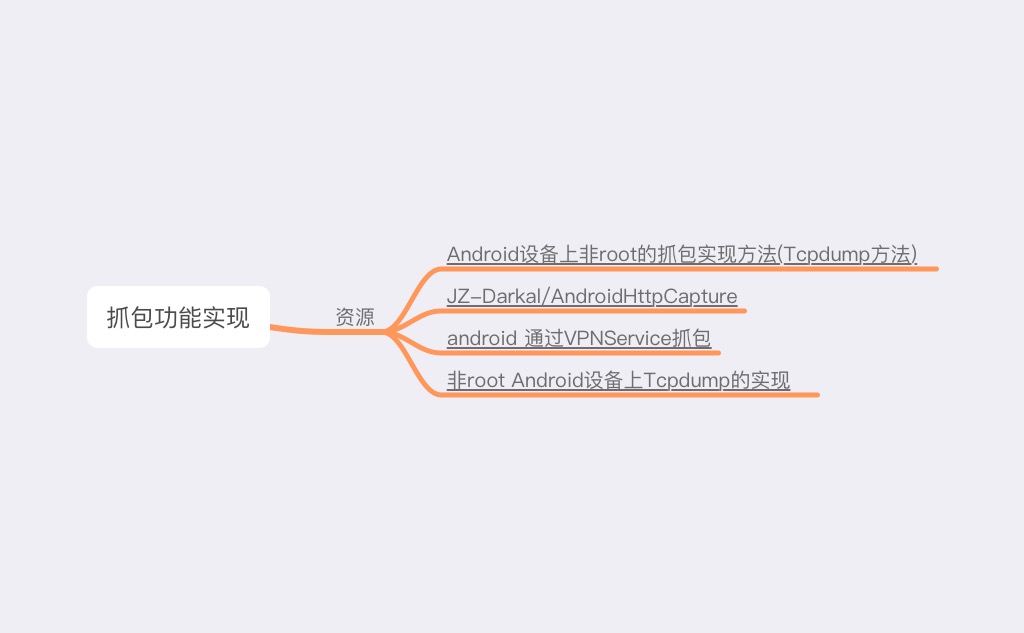 抓包功能实现
资源
Android设备上非root的抓包实现方法(Tcpdump方法)
JZ-Darkal/AndroidHttpCapture
android 通过VPNService抓包
非root Android设备上Tcpdump的实现